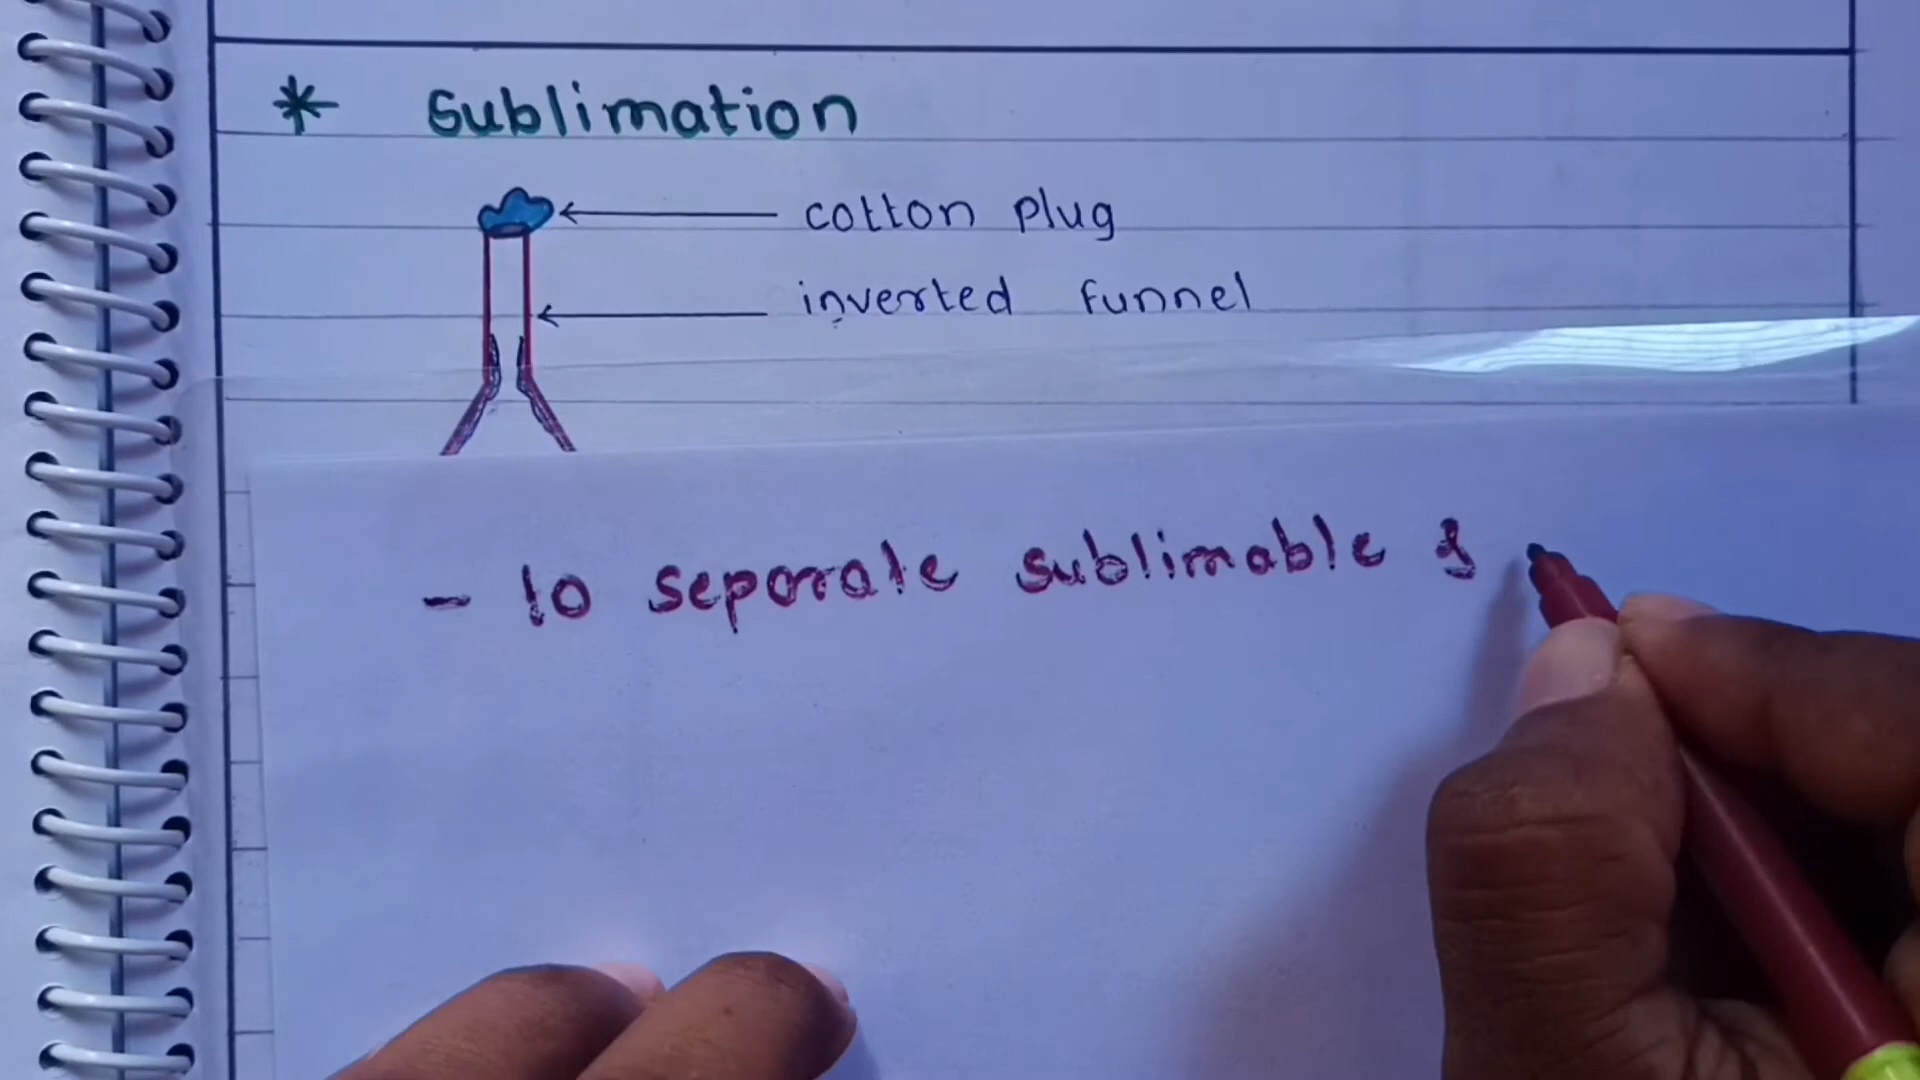 * Sublimation
cotton plug
inverted funnel
- to separate sublimable &